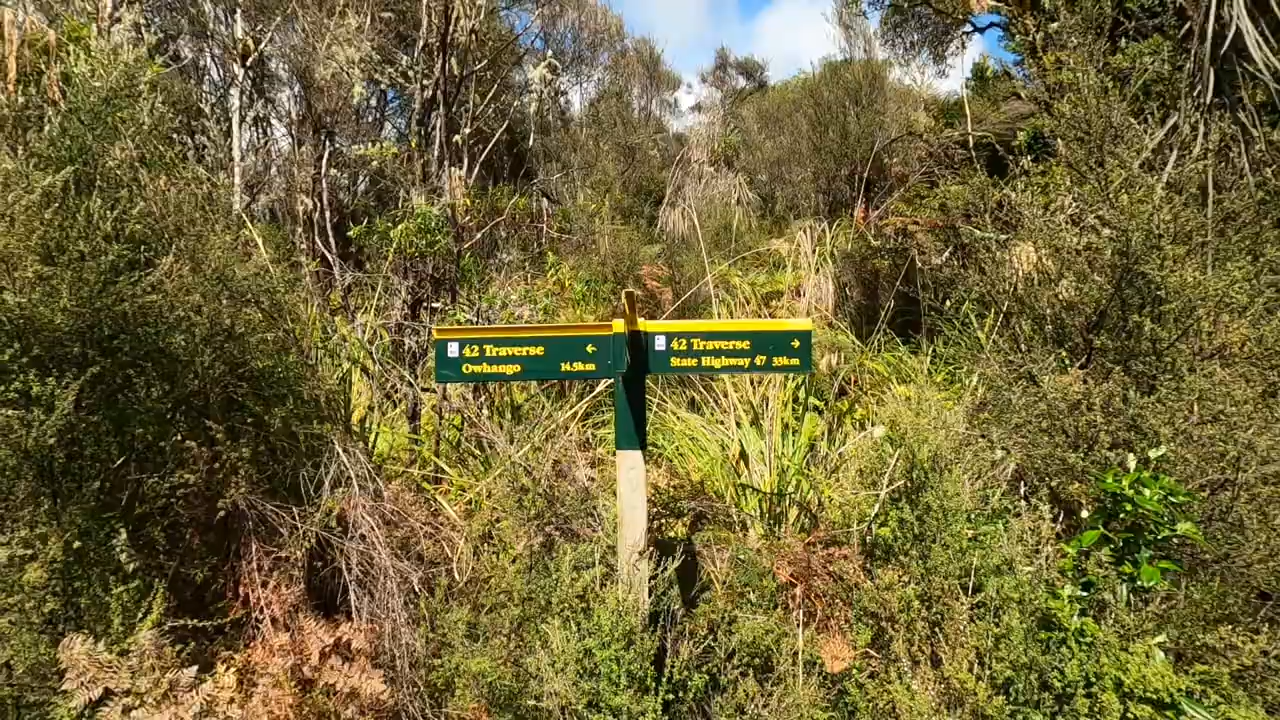 42 Traverse ←
Owhango 14.5km
42 Traverse →
State Highway 47 33km